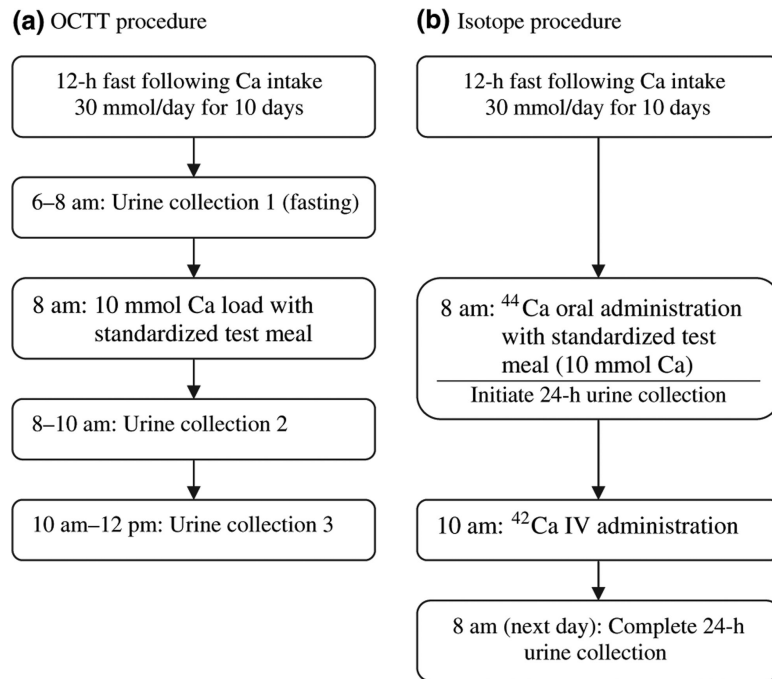 (a) OCTT procedure
12-h fast following Ca intake
30 mmol/day for 10 days
6–8 am: Urine collection 1 (fasting)
8 am: 10 mmol Ca load with
standardized test meal
8–10 am: Urine collection 2
10 am–12 pm: Urine collection 3
(b) Isotope procedure
12-h fast following Ca intake
30 mmol/day for 10 days
8 am: ⁴⁴Ca oral administration
with standardized test
meal (10 mmol Ca)
Initiate 24-h urine collection
10 am: ⁴²Ca IV administration
8 am (next day): Complete 24-h
urine collection